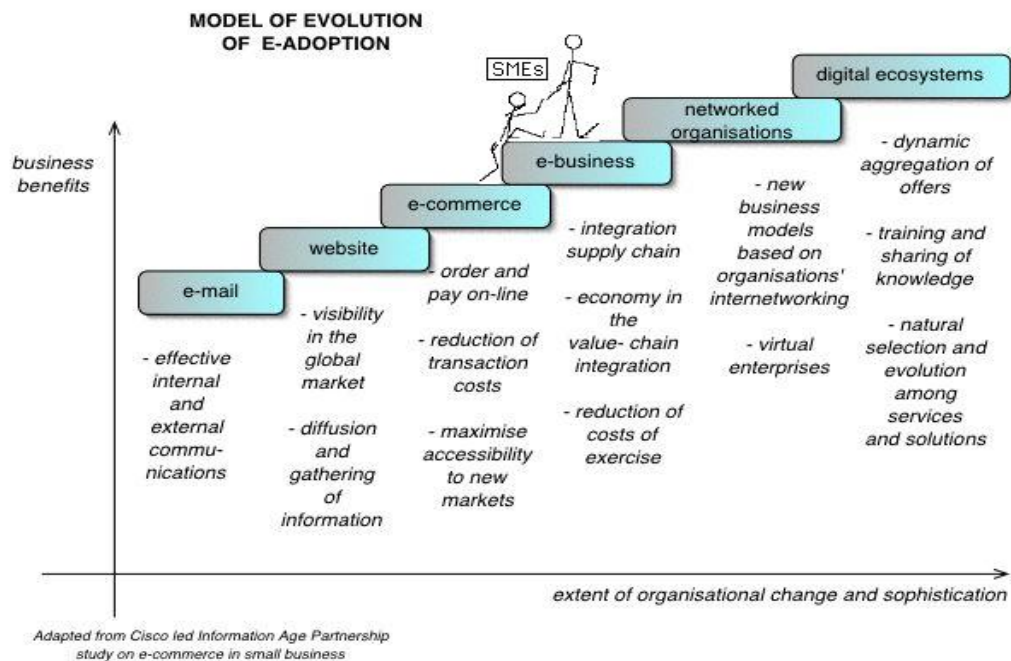 MODEL OF EVOLUTION
OF E-ADOPTION
SMEs
business
benefits
e-mail
- effective
internal
and
external
commu-
nications
website
- visibility
in the
global
market
- diffusion
and
gathering
of
information
e-commerce
- order and
pay on-line
- reduction of
transaction
costs
- maximise
accessibility
to new
markets
e-business
- integration
supply chain
- economy in
the
value- chain
integration
- reduction of
costs of
exercise
networked
organisations
- new
business
models
based on
organisations'
internetworking
- virtual
enterprises
digital ecosystems
- dynamic
aggregation of
offers
- training and
sharing of
knowledge
- natural
selection and
evolution
among
services
and solutions
extent of organisational change and sophistication
Adapted from Cisco led Information Age Partnership
study on e-commerce in small business